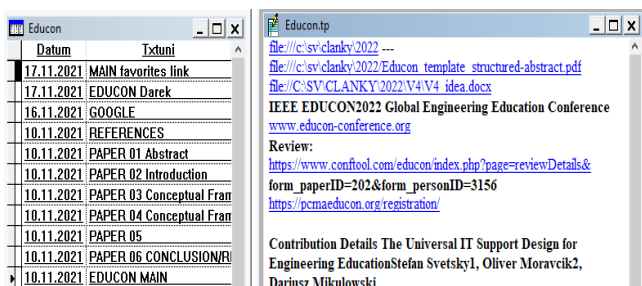 Educon
Datum Txtuni
17.11.2021 MAIN favorites link
17.11.2021 EDUCON Darek
16.11.2021 GOOGLE
10.11.2021 REFERENCES
10.11.2021 PAPER 01 Abstract
10.11.2021 PAPER 02 Introduction
10.11.2021 PAPER 03 Conceptual Fram
10.11.2021 PAPER 04 Conceptual Fram
10.11.2021 PAPER 05
10.11.2021 PAPER 06 CONCLUSION/RI
10.11.2021 EDUCON MAIN
Educon.tp
file:///c:\sv\clanky\2022 ---
file:///c:\sv\clanky\2022/Educon_template_structured-abstract.pdf
file://C:\SV\CLANKY\2022\V4\V4_idea.docx
IEEE EDUCON2022 Global Engineering Education Conference
www.educon-conference.org
Review:
https://www.conftool.com/educon/index.php?page=reviewDetails&
form_paperID=202&form_personID=3156
https://pcmaeducon.org/registration/
Contribution Details The Universal IT Support Design for
Engineering EducationStefan Svetsky1, Oliver Moravcik2,
Dariusz Mikulowski